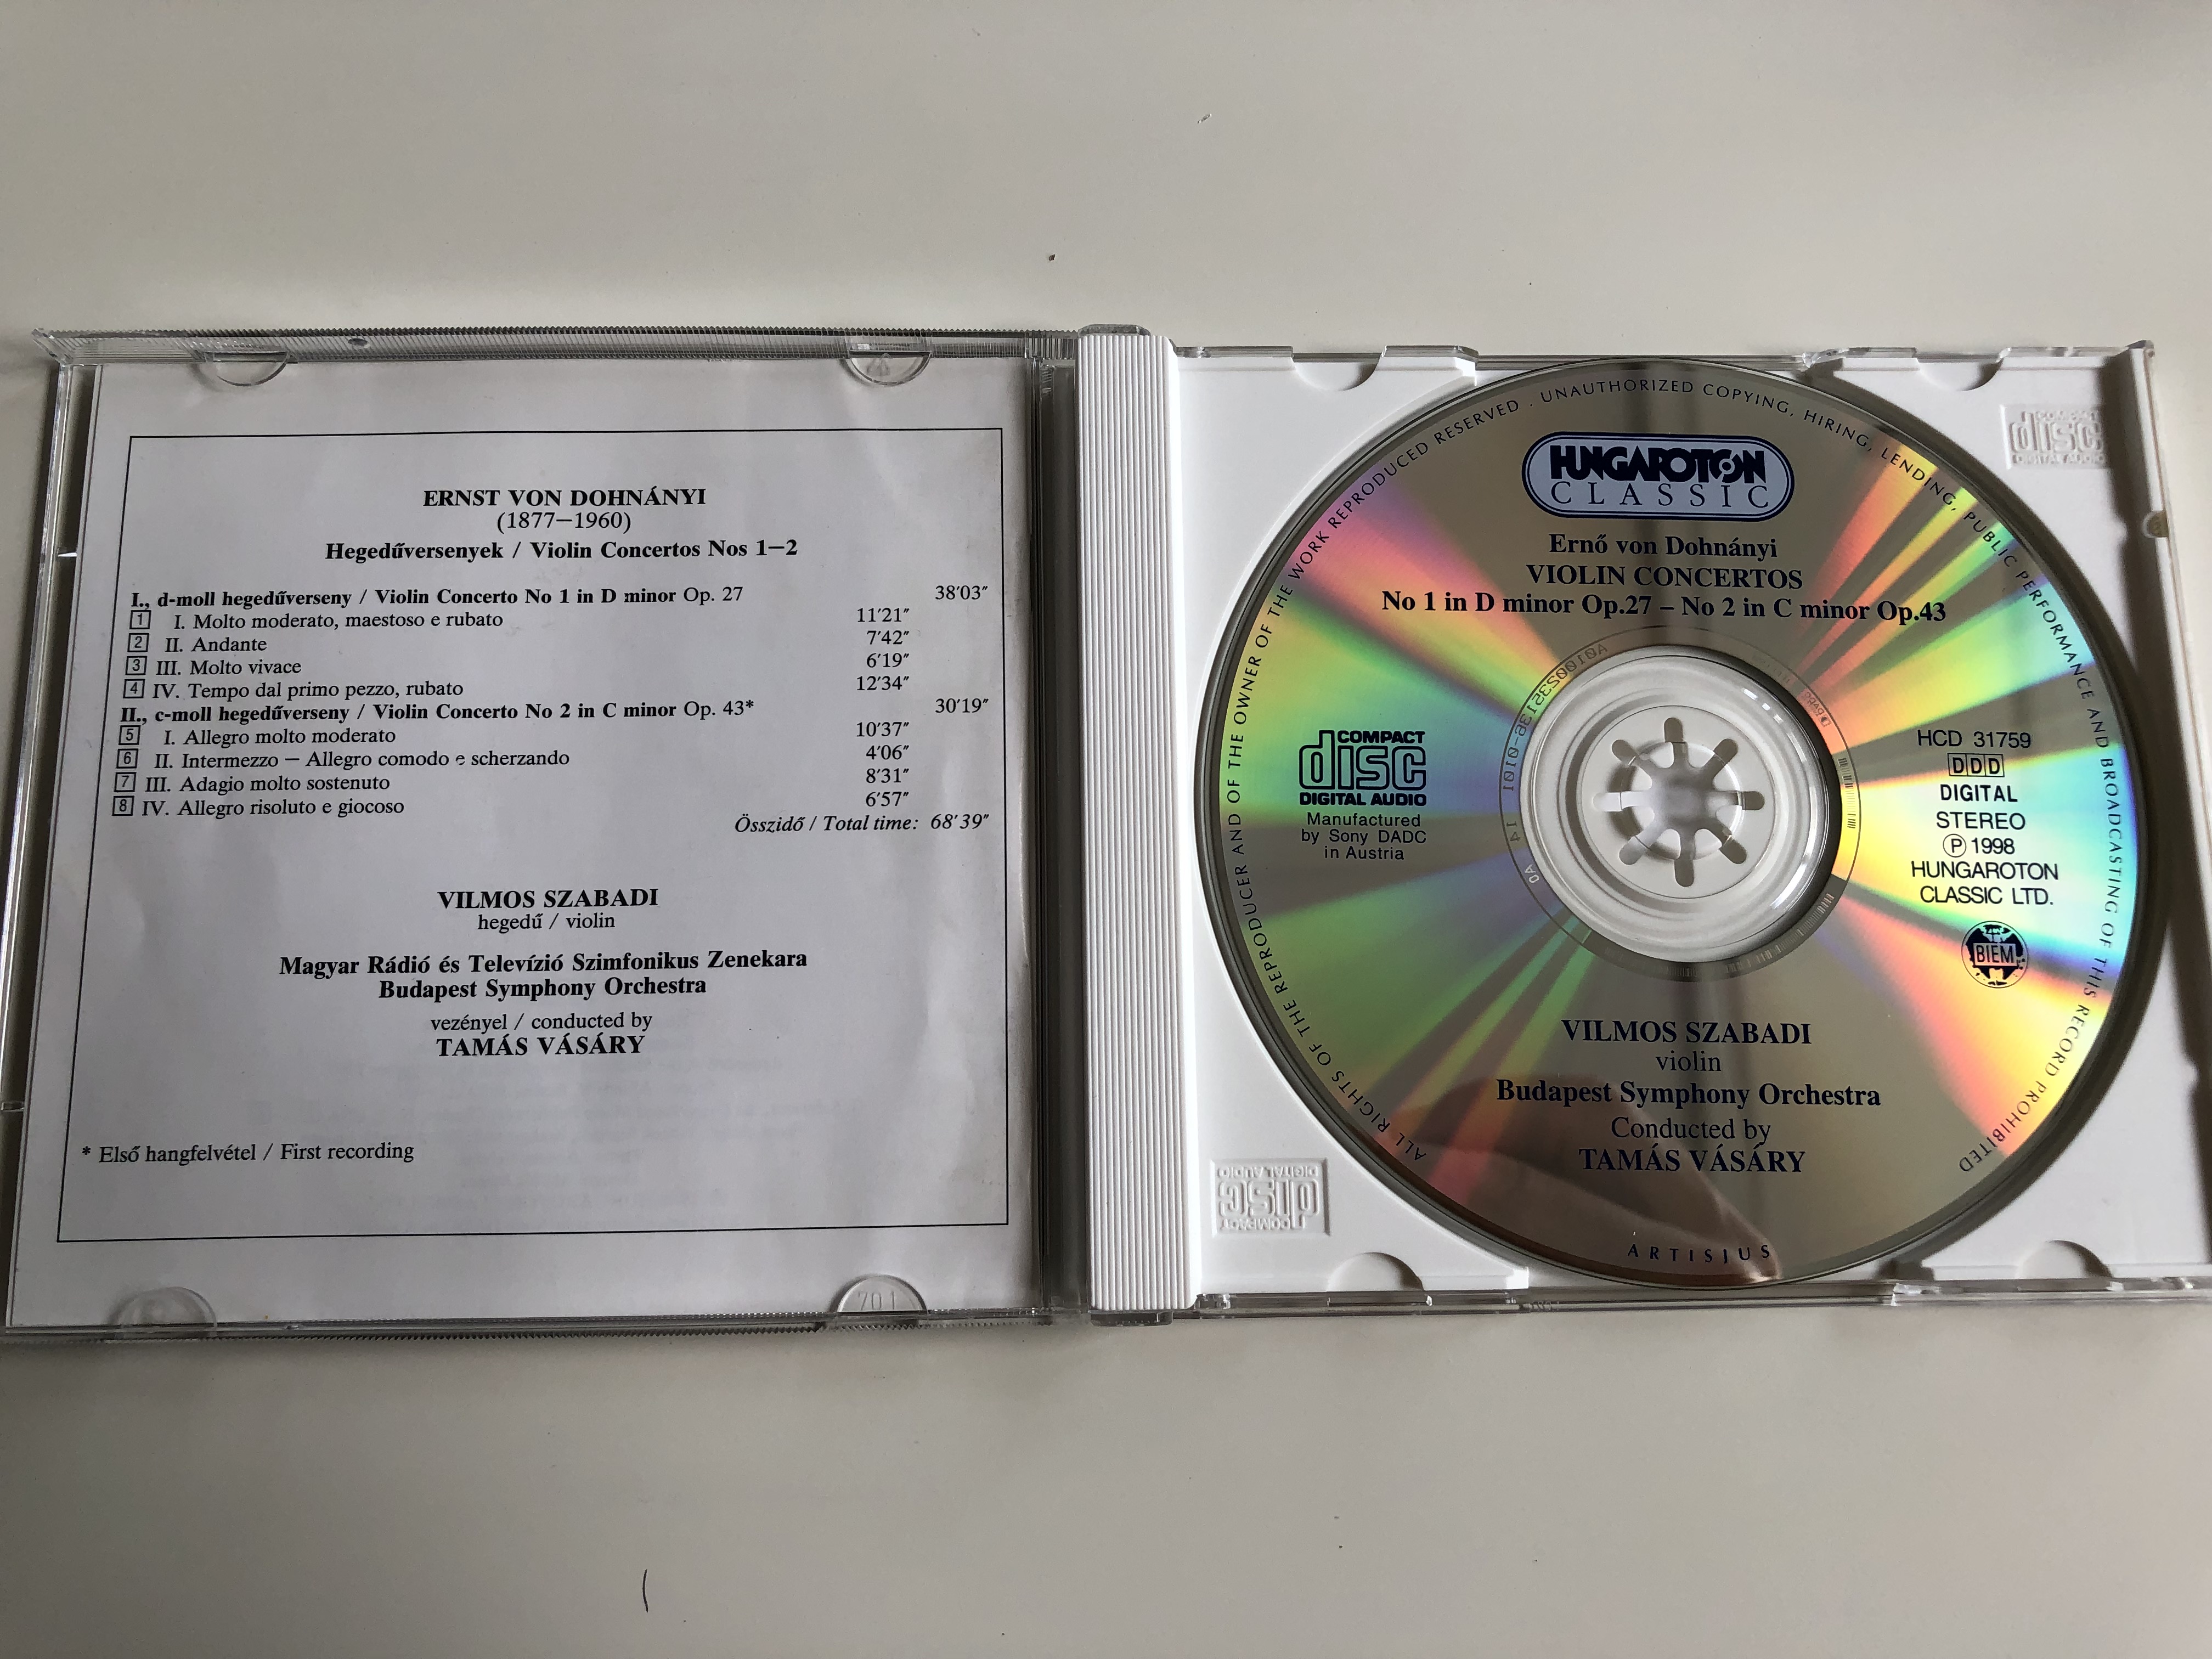 ERNST VON DOHNÁNYI
(1877–1960)
Hegedűversenyek / Violin Concertos Nos 1–2
I., d-moll hegedűverseny / Violin Concerto No 1 in D minor Op. 27 38’03”
1 I. Molto moderato, maestoso e rubato 11’21”
2 II. Andante 7’42”
3 III. Molto vivace 6’19”
4 IV. Tempo dal primo pezzo, rubato 12’34”
II., c-moll hegedűverseny / Violin Concerto No 2 in C minor Op. 43* 30’19”
5 I. Allegro molto moderato 10’37”
6 II. Intermezzo – Allegro comodo e scherzando 4’06”
7 III. Adagio molto sostenuto 8’31”
8 IV. Allegro risoluto e giocoso 6’57”
Összidő / Total time: 68’39”
VILMOS SZABADI
hegedű / violin
Magyar Rádió és Televízió Szimfonikus Zenekara
Budapest Symphony Orchestra
vezényel / conducted by
TAMÁS VÁSÁRY
* Első hangfelvétel / First recording
701
ALL RIGHTS OF THE REPRODUCER AND OF THE OWNER OF THE WORK REPRODUCED RESERVED . UNAUTHORIZED COPYING, HIRING, LENDING, PUBLIC PERFORMANCE AND BROADCASTING OF THIS RECORD PROHIBITED
HUNGAROTON
CLASSIC
Ernő von Dohnányi
VIOLIN CONCERTOS
No 1 in D minor Op.27 – No 2 in C minor Op.43
COMPACT
disc
DIGITAL AUDIO
Manufactured
by Sony DADC
in Austria
HCD 31759
DDD
DIGITAL
STEREO
Ⓟ 1998
HUNGAROTON
CLASSIC LTD.
BIEM
VILMOS SZABADI
violin
Budapest Symphony Orchestra
Conducted by
TAMÁS VÁSÁRY
ARTISJUS
COMPACT
disc
DIGITAL AUDIO
COMPACT
disc
DIGITAL AUDIO